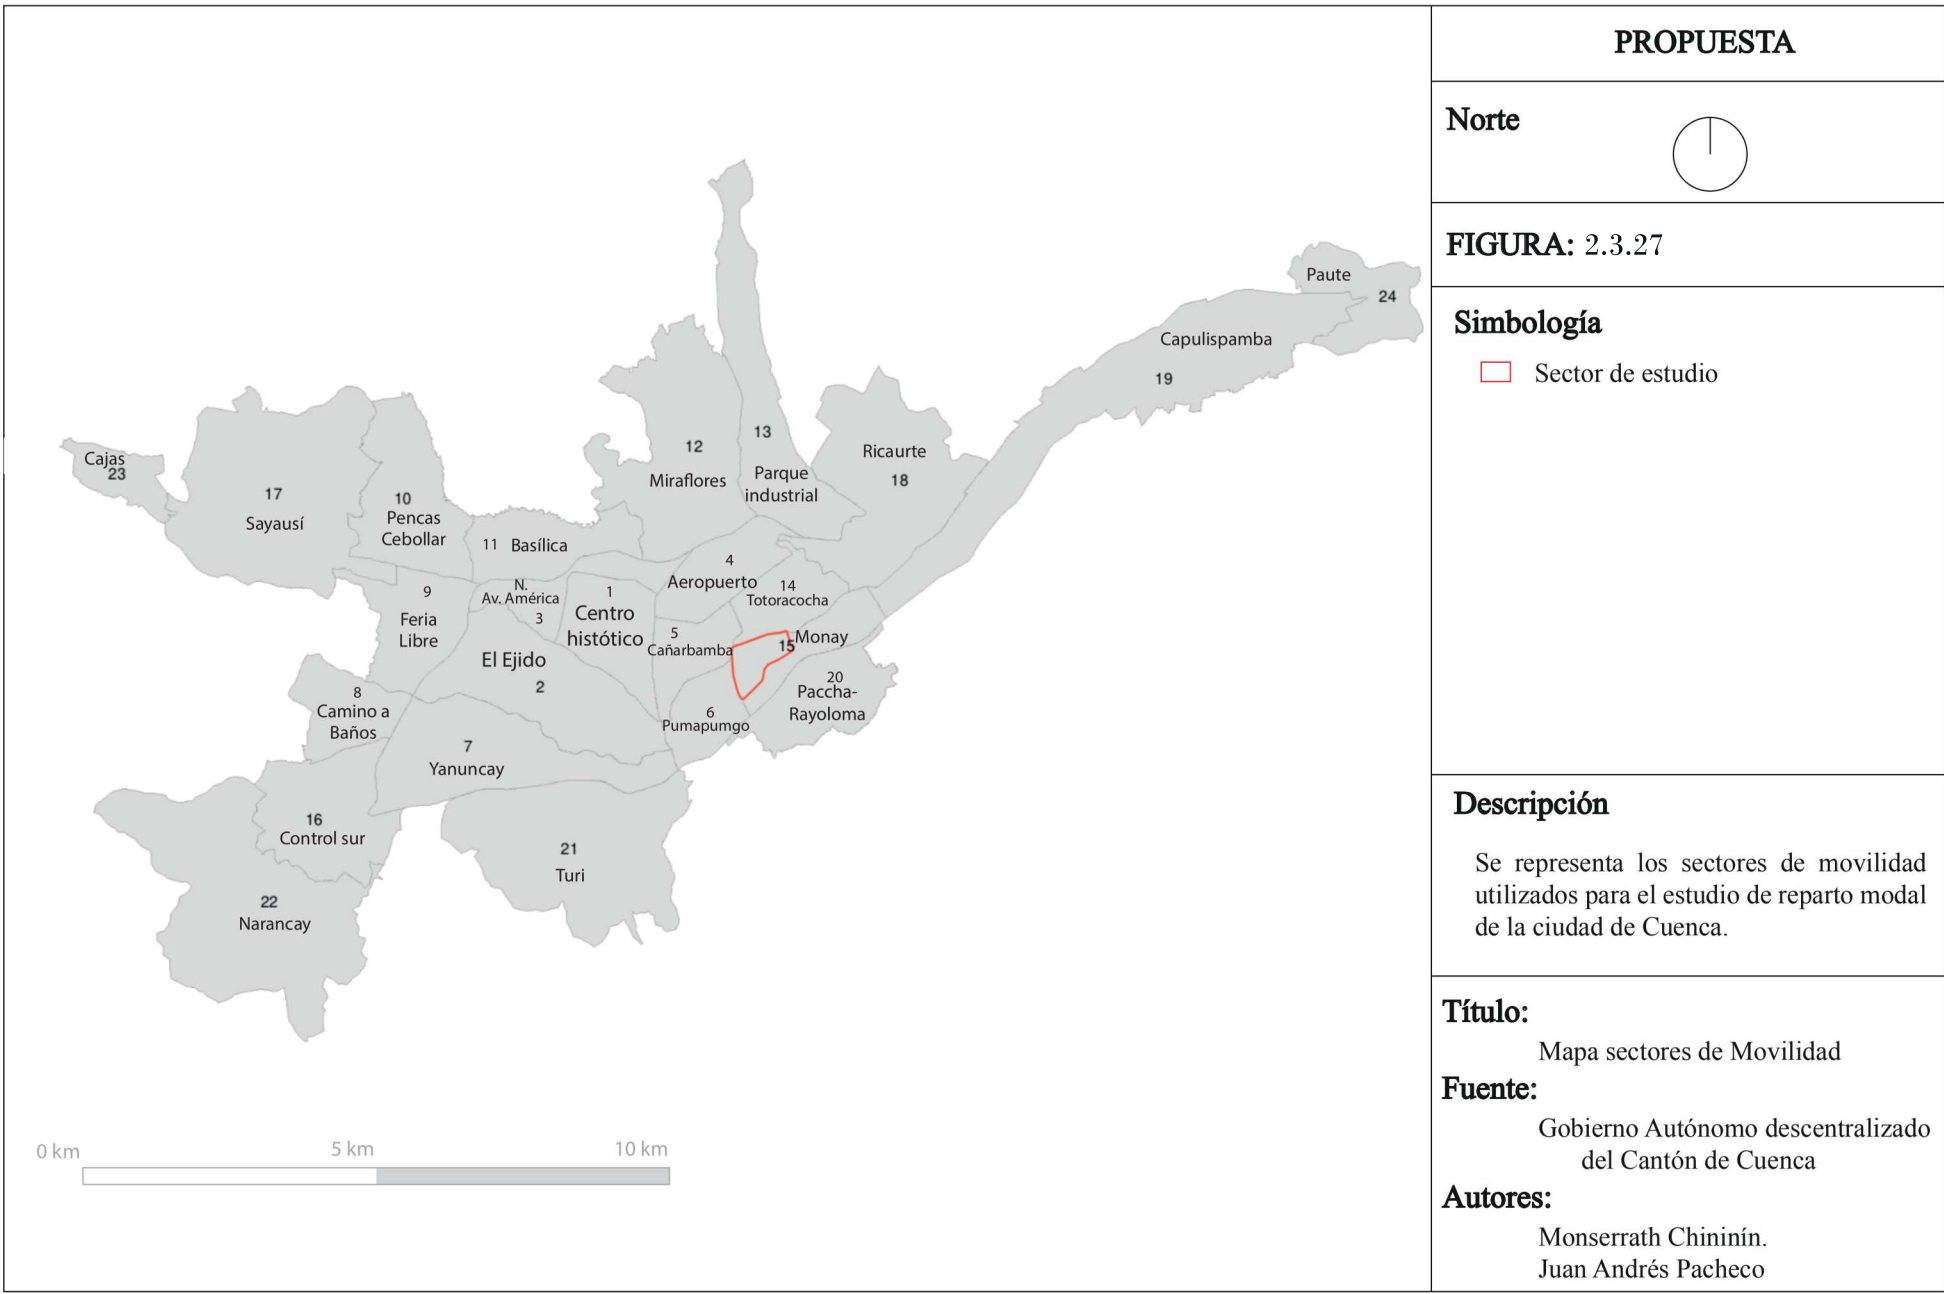 PROPUESTA
Norte
FIGURA: 2.3.27
Simbología
Sector de estudio
Descripción
Se representa los sectores de movilidad
utilizados para el estudio de reparto modal
de la ciudad de Cuenca.
Título:
Mapa sectores de Movilidad
Fuente:
Gobierno Autónomo descentralizado
del Cantón de Cuenca
Autores:
Monserrath Chininín.
Juan Andrés Pacheco
Paute
24
Capulispamba
19
13
Parque
industrial
12
Miraflores
Ricaurte
18
Cajas
23
17
Sayausí
10
Pencas
Cebollar
11 Basílica
4
Aeropuerto
14
Totoracocha
9
Feria
Libre
N.
Av. América
3
1
Centro
histótico
5
Cañarbamba
15
Monay
El Ejido
2
20
Paccha-
Rayoloma
6
Pumapumgo
8
Camino a
Baños
7
Yanuncay
16
Control sur
21
Turi
22
Narancay
0 km
5 km
10 km